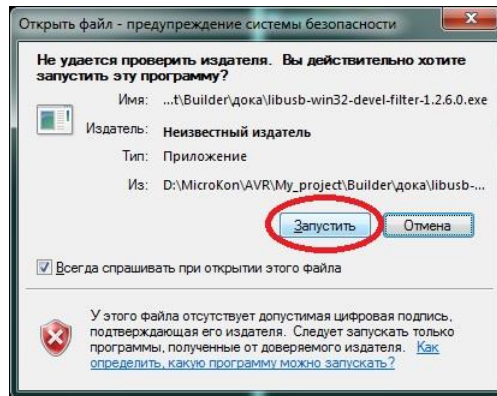 Открыть файл - предупреждение системы безопасности
Не удается проверить издателя. Вы действительно хотите
запустить эту программу?
Имя: ...t\Builder\дока\libusb-win32-devel-filter-1.2.6.0.exe
Издатель: Неизвестный издатель
Тип: Приложение
Из: D:\MicroKon\AVR\My_project\Builder\дока\libusb-...
Запустить Отмена
Всегда спрашивать при открытии этого файла
У этого файла отсутствует допустимая цифровая подпись,
подтверждающая его издателя. Следует запускать только
программы, полученные от доверяемого издателя. Как
определить, какую программу можно запускать?